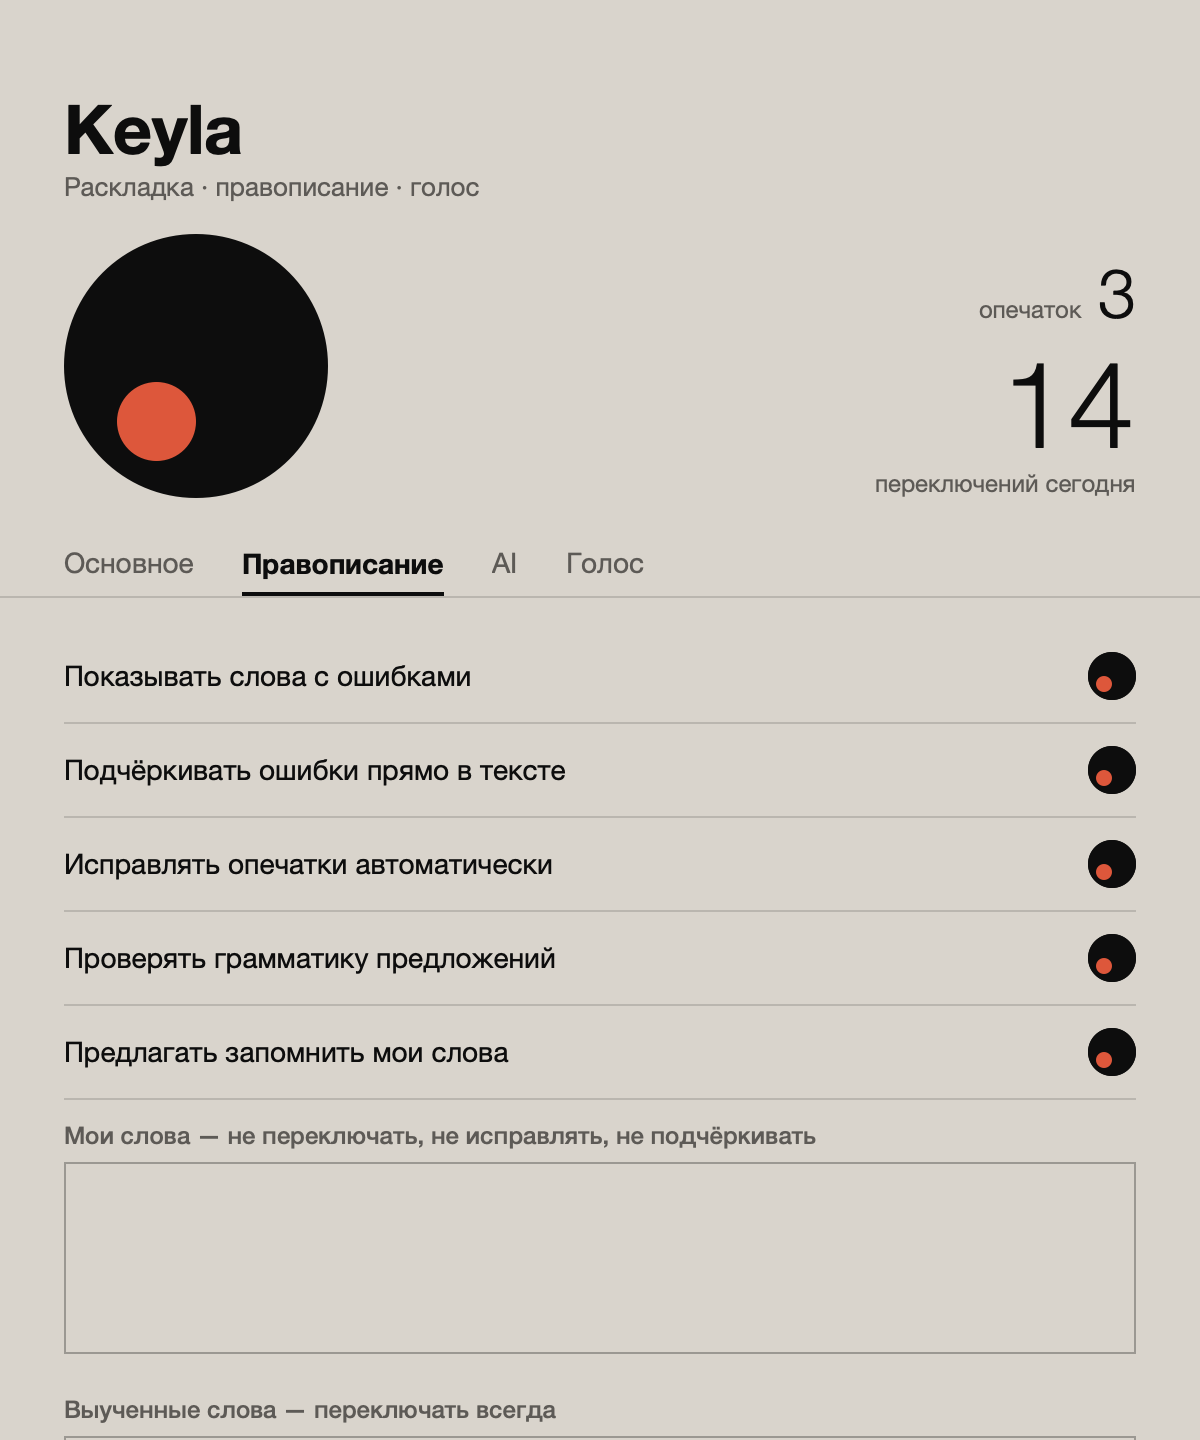 Keyla
Раскладка · правописание · голос
опечаток 3
14
переключений сегодня
Основное Правописание AI Голос
Показывать слова с ошибками
Подчёркивать ошибки прямо в тексте
Исправлять опечатки автоматически
Проверять грамматику предложений
Предлагать запомнить мои слова
Мои слова — не переключать, не исправлять, не подчёркивать
Выученные слова — переключать всегда